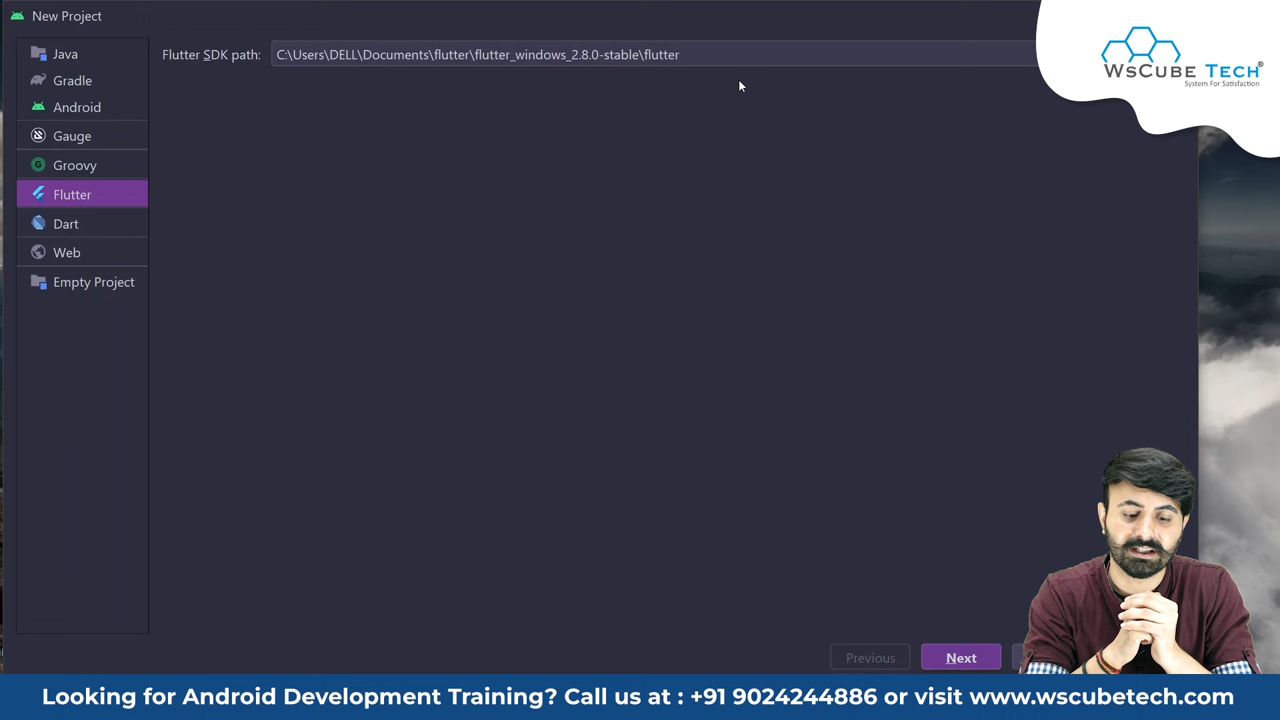 New Project
Java
Gradle
Android
Gauge
Groovy
Flutter
Dart
Web
Empty Project
Flutter SDK path:
C:\Users\DELL\Documents\flutter\flutter_windows_2.8.0-stable\flutter
WsCube Tech®
System For Satisfaction
Previous
Next
Looking for Android Development Training? Call us at : +91 9024244886 or visit www.wscubetech.com